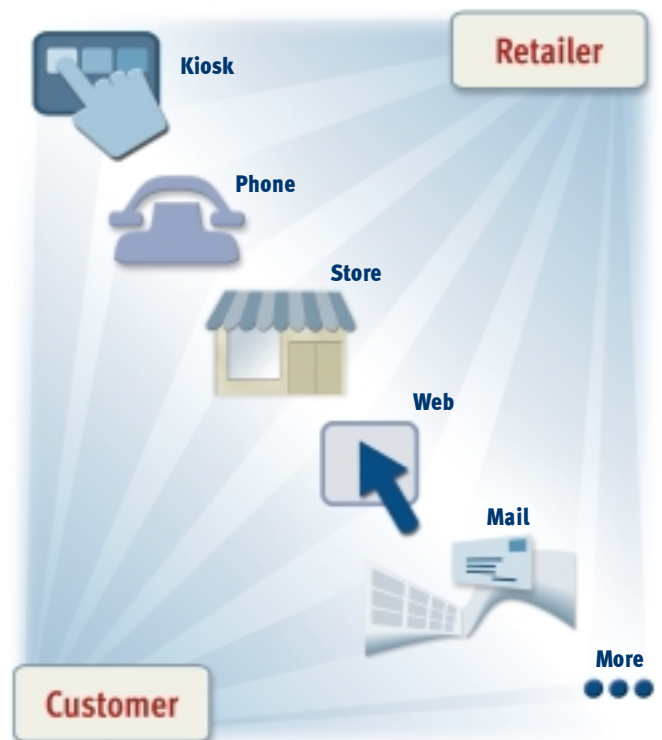 Retailer
Kiosk
Phone
Store
Web
Mail
More
Customer